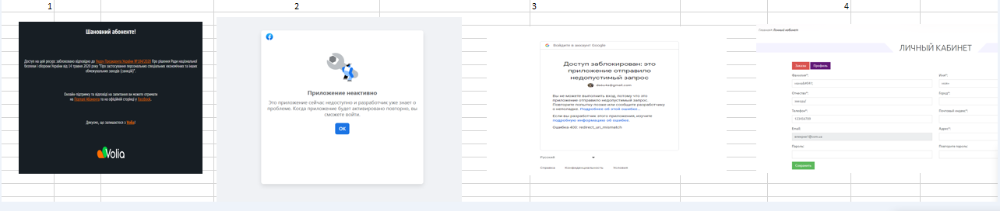 1
2
3
4
Шановний абоненте!
Доступ на цей ресурс заблоковано відповідно до Указу Президента України №184/2020 Про рішення Ради національної
безпеки і оборони України від 14 травня 2020 року "Про застосування персональних спеціальних економічних та інших
обмежувальних заходів (санкцій)".
Онлайн-підтримку та відповіді на запитання ви можете отримати
на Порталі Абонента та на офіційній сторінці у Facebook.
Дякуємо, що залишаєтеся з Volia!
Volia
Приложение неактивно
Это приложение сейчас недоступно и разработчик уже знает о
проблеме. Когда приложение будет активировано повторно, вы
сможете войти.
ОК
Войдите в аккаунт Google
Доступ заблокирован: это
приложение отправило
недопустимый запрос
@gmail.com
Вы не можете выполнить вход, потому что это
приложение отправило недопустимый запрос.
Повторите попытку позже или сообщите разработчику
о неполадке. Подробнее об этой ошибке…
Если вы разработчик этого приложения, изучите
подробную информацию об ошибке.
Ошибка 400: redirect_uri_mismatch
Русский
Справка Конфиденциальность Условия
Главная> Личный кабинет
ЛИЧНЫЙ КАБИНЕТ
Заказы Профиль
Фамилия*: Имя*:
Отчество*: Город*:
Телефон*: Почтовый индекс*:
123456789
Email: Адрес*:
Пароль: Повторите пароль:
Сохранить